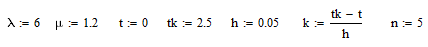 λ := 6 μ := 1.2 t := 0 tk := 2.5 h := 0.05 k := (tk − t)/h n := 5